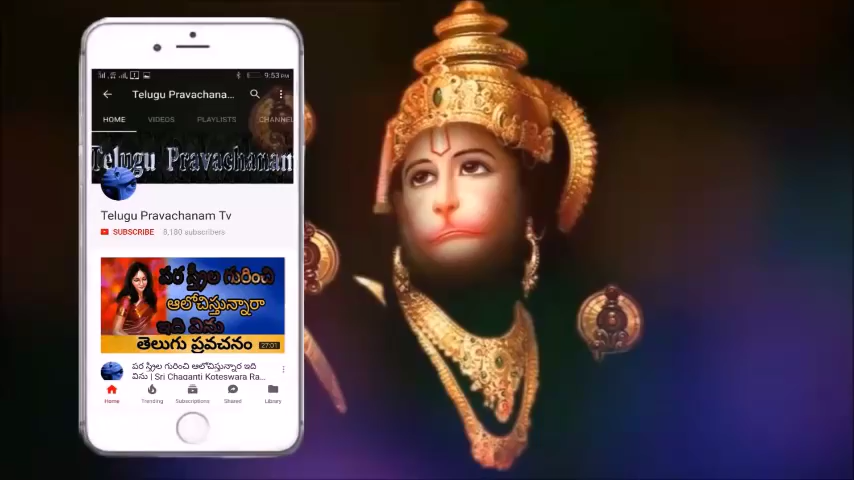 9:53 PM
Telugu Pravachana...
HOME VIDEOS PLAYLISTS CHANNEL
Telugu Pravachanam
Telugu Pravachanam Tv
SUBSCRIBE 8,180 subscribers
పర స్త్రీల గురించి
ఆలోచిస్తున్నారా
ఇది విను
తెలుగు ప్రవచనం 27:01
పర స్త్రీల గురించి ఆలోచిస్తున్నార ఇది
విను | Sri Chaganti Koteswara Ra...
Home Trending Subscriptions Shared Library